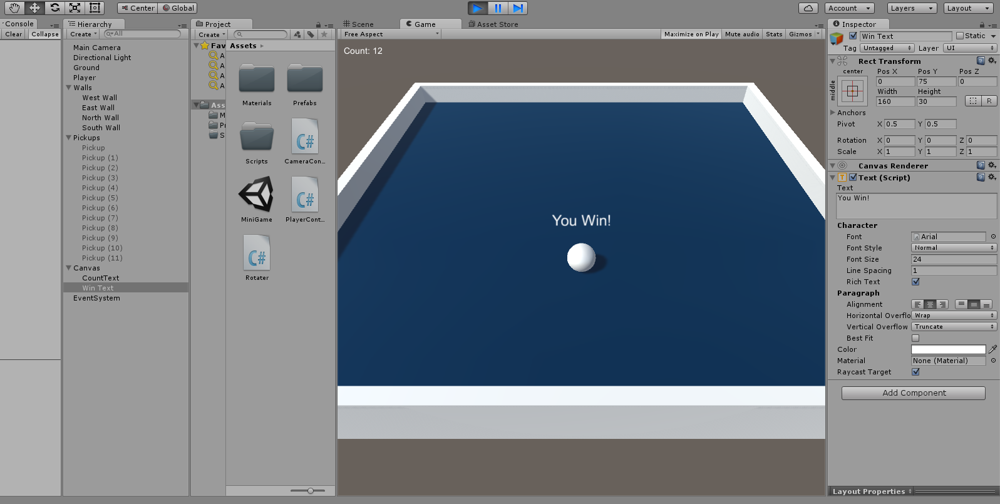 Center Global
Account Layers Layout
Console
Clear Collapse
Hierarchy
Create All
Main Camera
Directional Light
Ground
Player
Walls
West Wall
East Wall
North Wall
South Wall
Pickups
Pickup
Pickup (1)
Pickup (2)
Pickup (3)
Pickup (4)
Pickup (5)
Pickup (6)
Pickup (7)
Pickup (8)
Pickup (9)
Pickup (10)
Pickup (11)
Canvas
CountText
Win Text
EventSystem
Project
Create
Fav
A
A
A
A
Ass
M
Pr
S
Assets
Materials Prefabs
Scripts CameraCon...
MiniGame PlayerCont...
Rotater
C#
C#
C#
Scene Game Asset Store
Free Aspect Maximize on Play Mute audio Stats Gizmos
Count: 12
You Win!
Inspector
Win Text Static
Tag Untagged Layer UI
Rect Transform
center Pos X Pos Y Pos Z
middle 0 75 0
Width Height
160 30 R
Anchors
Pivot X 0.5 Y 0.5
Rotation X 0 Y 0 Z 0
Scale X 1 Y 1 Z 1
Canvas Renderer
T Text (Script)
Text
You Win!
Character
Font Arial
Font Style Normal
Font Size 24
Line Spacing 1
Rich Text
Paragraph
Alignment
Horizontal Overflo Wrap
Vertical Overflow Truncate
Best Fit
Color
Material None (Material)
Raycast Target
Add Component
Layout Properties